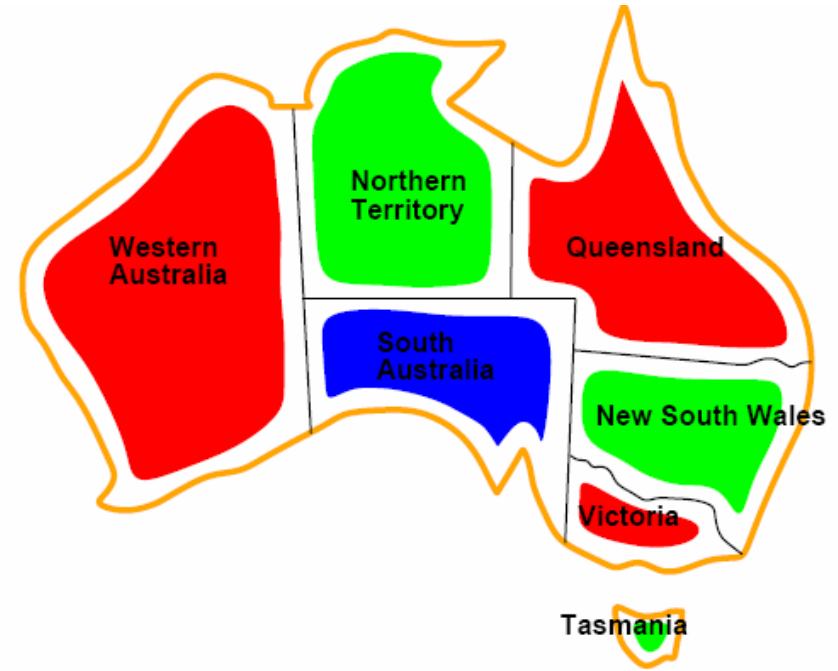 Northern
Territory
Western
Australia
Queensland
South
Australia
New South Wales
Victoria
Tasmania